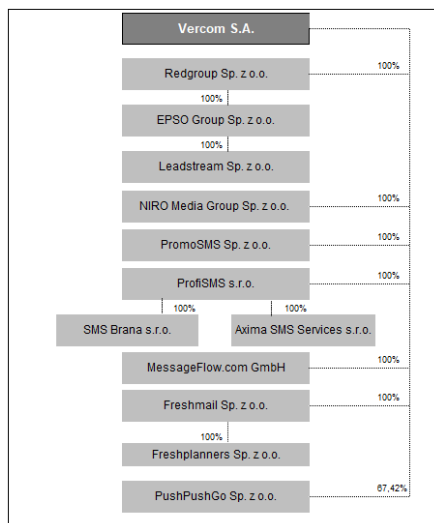 Vercom S.A.
Redgroup Sp. z o.o.
100%
100%
EPSO Group Sp. z o.o.
100%
Leadstream Sp. z o.o.
NIRO Media Group Sp. z o.o.
100%
PromoSMS Sp. z o.o.
100%
ProfiSMS s.r.o.
100%
100%
100%
SMS Brana s.r.o.
Axima SMS Services s.r.o.
MessageFlow.com GmbH
100%
Freshmail Sp. z o.o.
100%
100%
Freshplanners Sp. z o.o.
PushPushGo Sp. z o.o.
67,42%